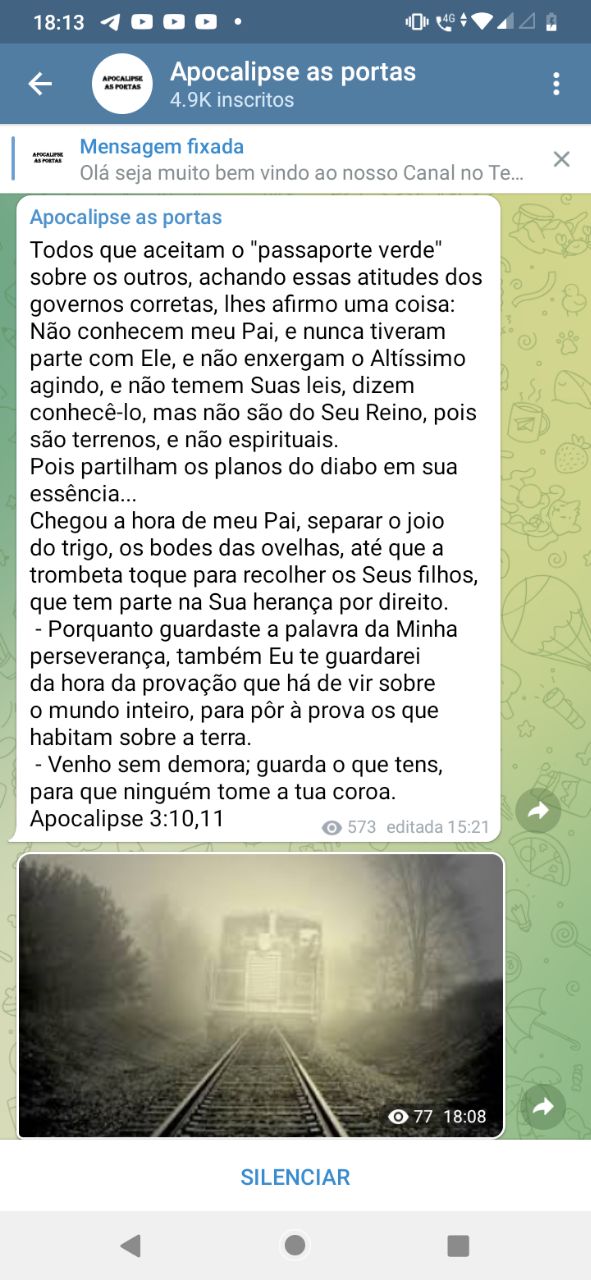 18:13
4G
APOCALIPSE
AS PORTAS
Apocalipse as portas
4.9K inscritos
APOCALIPSE
AS PORTAS
Mensagem fixada
Olá seja muito bem vindo ao nosso Canal no Te...
Apocalipse as portas
Todos que aceitam o "passaporte verde"
sobre os outros, achando essas atitudes dos
governos corretas, lhes afirmo uma coisa:
Não conhecem meu Pai, e nunca tiveram
parte com Ele, e não enxergam o Altíssimo
agindo, e não temem Suas leis, dizem
conhecê-lo, mas não são do Seu Reino, pois
são terrenos, e não espirituais.
Pois partilham os planos do diabo em sua
essência...
Chegou a hora de meu Pai, separar o joio
do trigo, os bodes das ovelhas, até que a
trombeta toque para recolher os Seus filhos,
que tem parte na Sua herança por direito.
- Porquanto guardaste a palavra da Minha
perseverança, também Eu te guardarei
da hora da provação que há de vir sobre
o mundo inteiro, para pôr à prova os que
habitam sobre a terra.
- Venho sem demora; guarda o que tens,
para que ninguém tome a tua coroa.
Apocalipse 3:10,11
573 editada 15:21
77 18:08
SILENCIAR